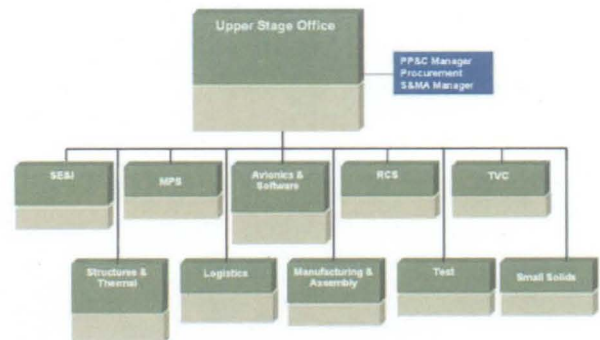 Upper Stage Office
PP&C Manager
Procurement
S&MA Manager
SE&I
MPS
Avionics &
Software
RCS
TVC
Structures &
Thermal
Logistics
Manufacturing &
Assembly
Test
Small Solids